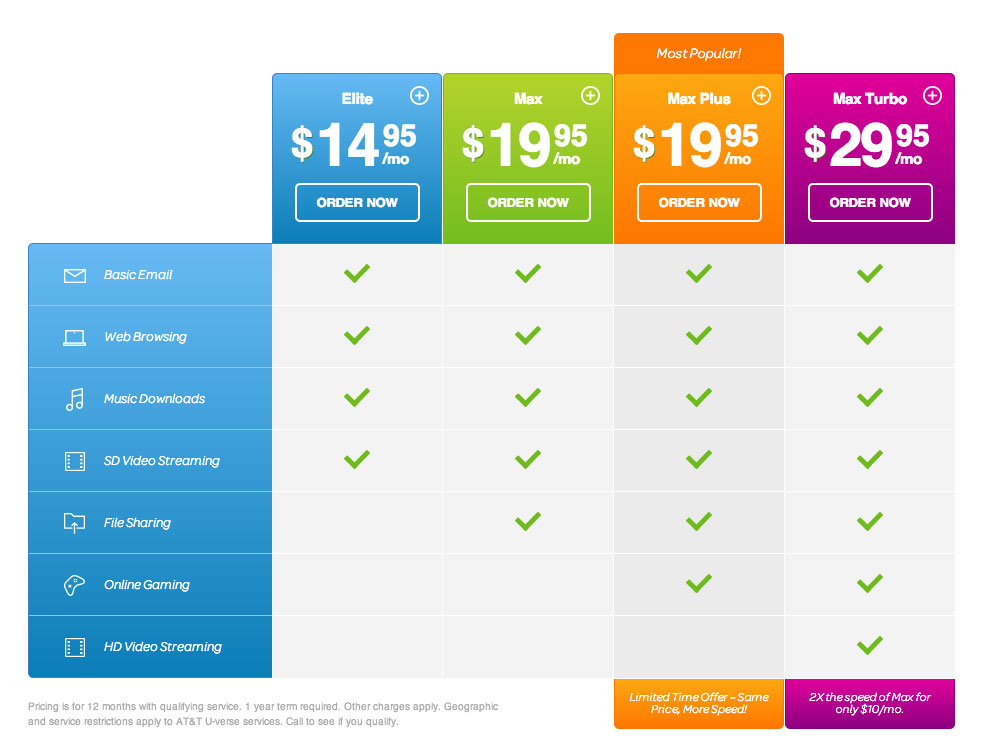 Most Popular!
Elite
Max
Max Plus
Max Turbo
$14 95 /mo
$19 95 /mo
$19 95 /mo
$29 95 /mo
ORDER NOW
ORDER NOW
ORDER NOW
ORDER NOW
Basic Email
Web Browsing
Music Downloads
SD Video Streaming
File Sharing
Online Gaming
HD Video Streaming
Limited Time Offer – Same
Price, More Speed!
2X the speed of Max for
only $10/mo.
Pricing is for 12 months with qualifying service. 1 year term required. Other charges apply. Geographic
and service restrictions apply to AT&T U-verse services. Call to see if you qualify.